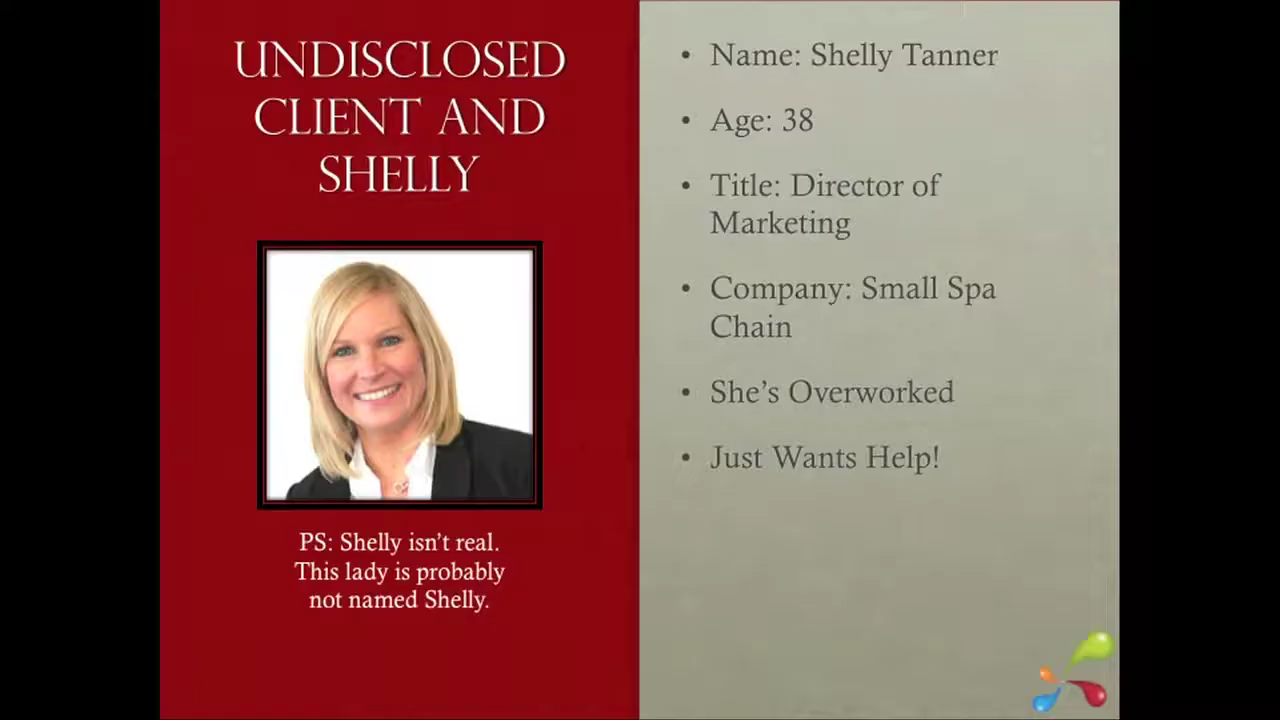 UNDISCLOSED
CLIENT AND
SHELLY
PS: Shelly isn't real.
This lady is probably
not named Shelly.
• Name: Shelly Tanner
• Age: 38
• Title: Director of
Marketing
• Company: Small Spa
Chain
• She's Overworked
• Just Wants Help!